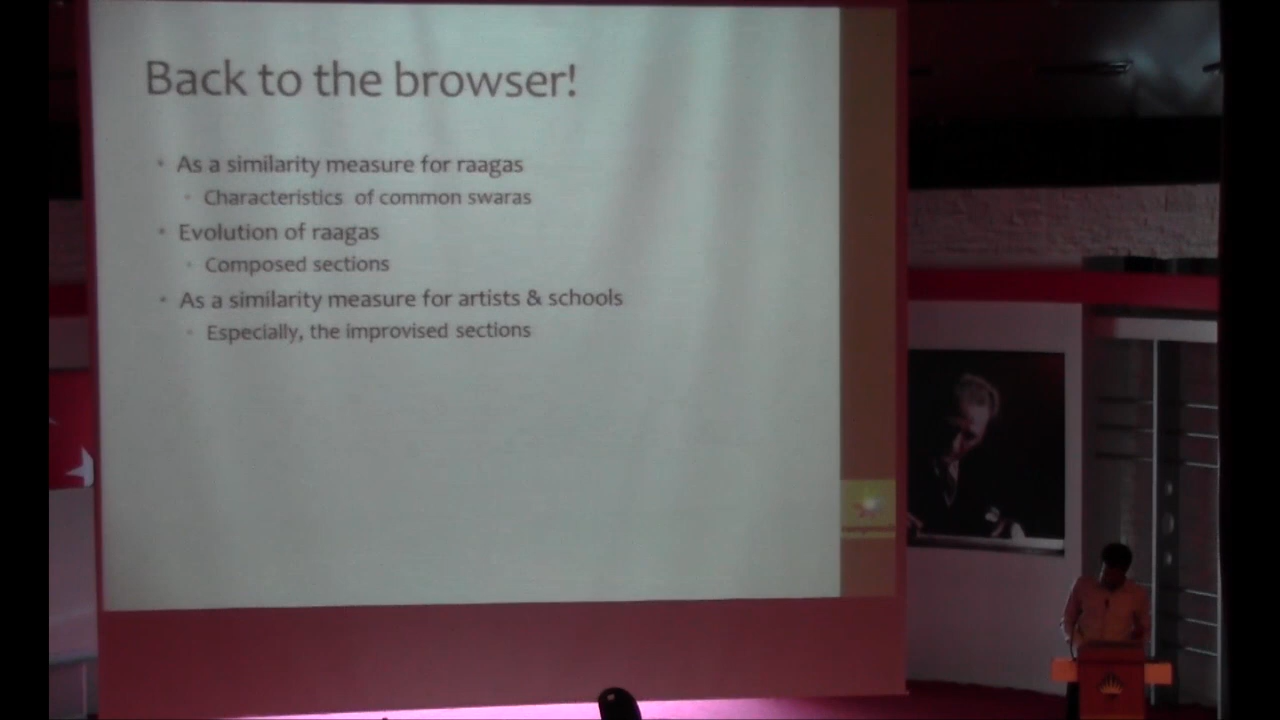 Back to the browser!
As a similarity measure for raagas
Characteristics of common swaras
Evolution of raagas
Composed sections
As a similarity measure for artists & schools
Especially, the improvised sections